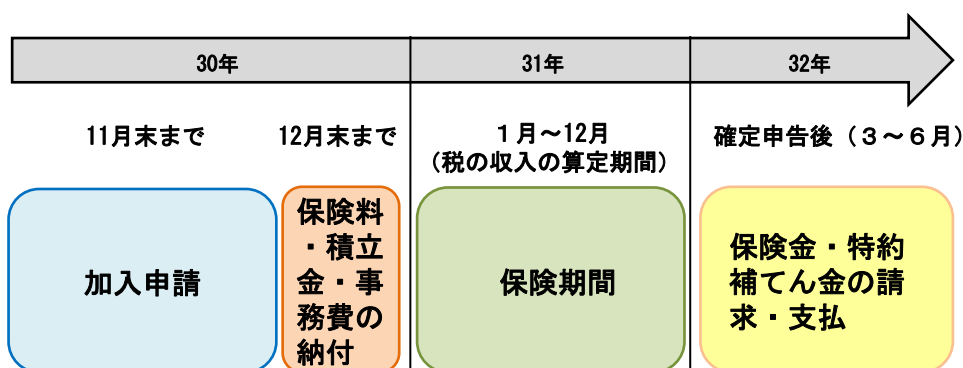 30年
31年
32年
11月末まで
12月末まで
1月～12月
(税の収入の算定期間)
確定申告後（3～6月）
加入申請
保険料
・積立
金・事
務費の
納付
保険期間
保険金・特約
補てん金の請
求・支払